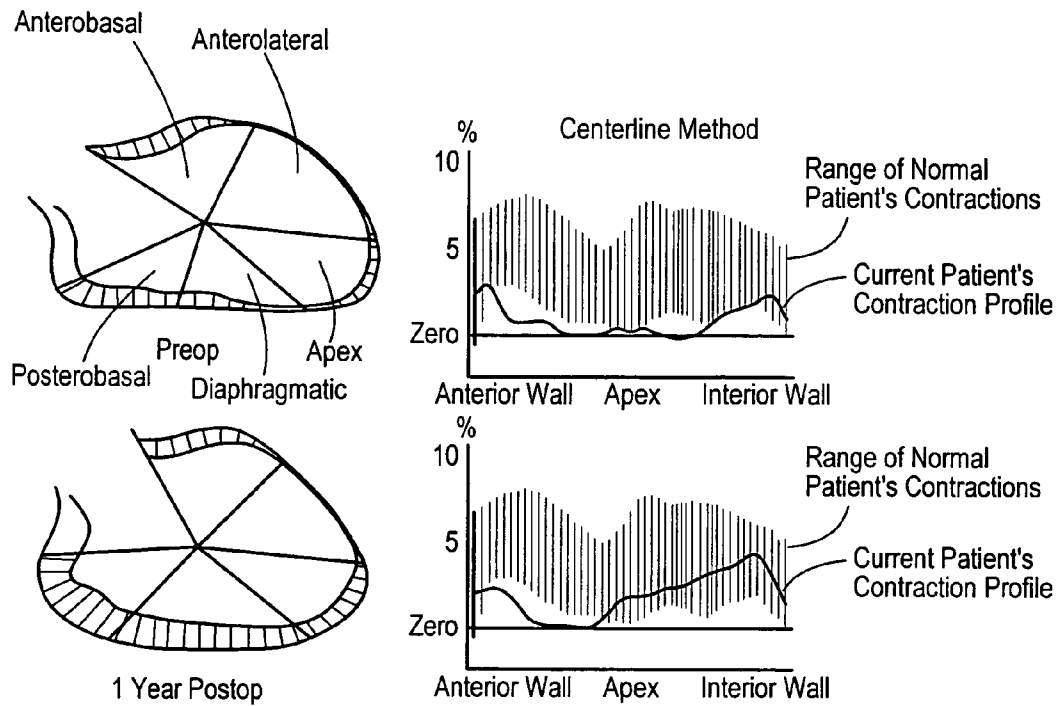 Anterobasal
Anterolateral
Posterobasal
Preop
Diaphragmatic
Apex
%
Centerline Method
10
5
Zero
Range of Normal
Patient's Contractions
Current Patient's
Contraction Profile
Anterior Wall
Apex
Interior Wall
1 Year Postop
%
10
5
Zero
Range of Normal
Patient's Contractions
Current Patient's
Contraction Profile
Anterior Wall
Apex
Interior Wall